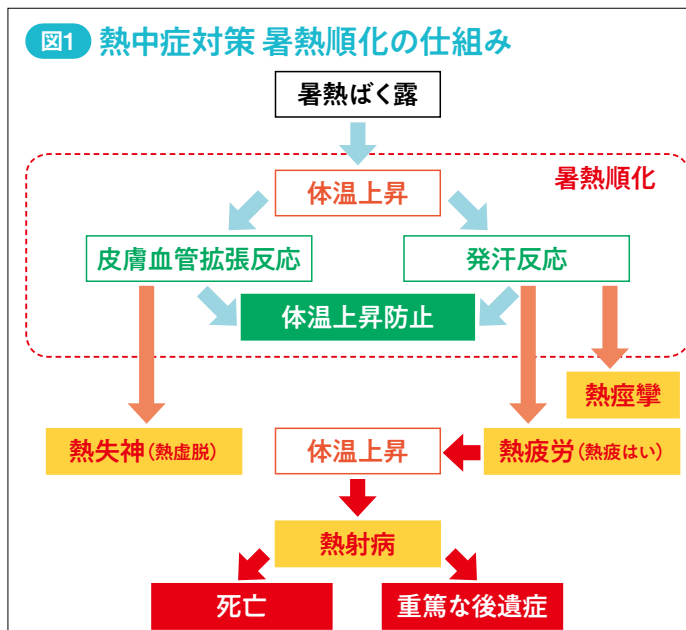 図1 熱中症対策 暑熱順化の仕組み
暑熱ばく露
暑熱順化
体温上昇
皮膚血管拡張反応
発汗反応
体温上昇防止
熱痙攣
熱失神(熱虚脱)
体温上昇
熱疲労(熱疲はい)
熱射病
死亡
重篤な後遺症